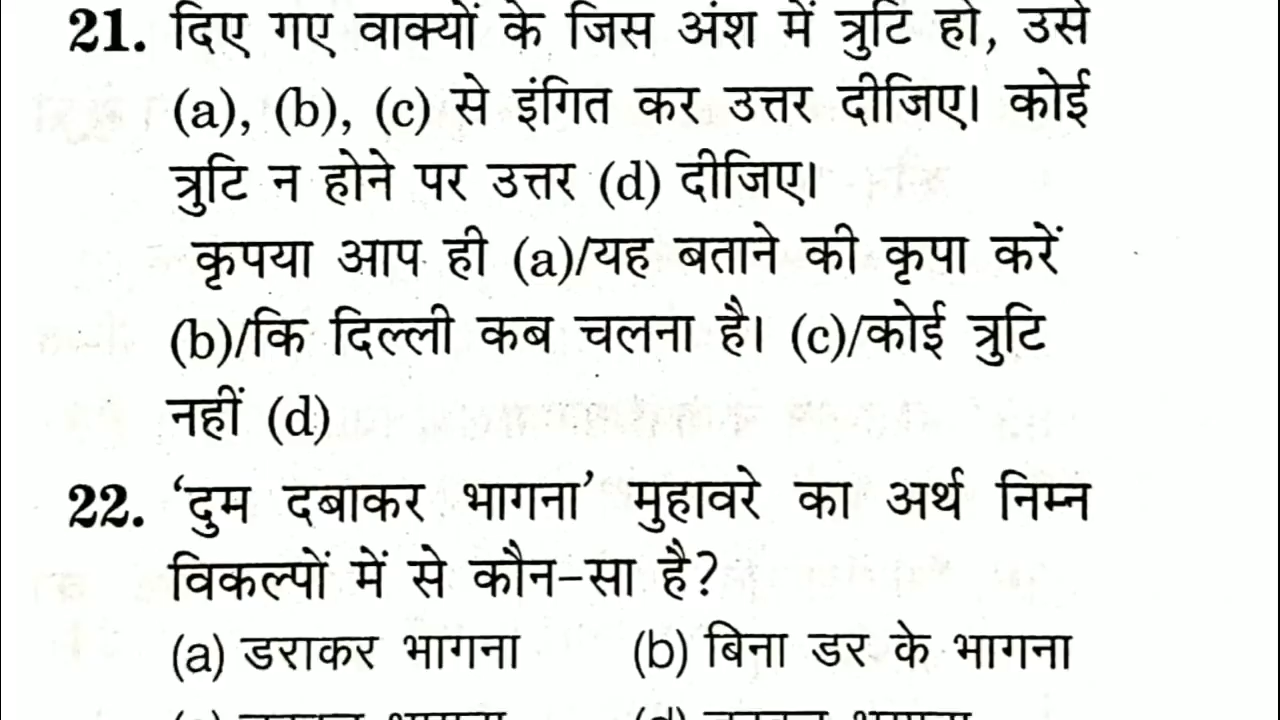 21. दिए गए वाक्यों के जिस अंश में त्रुटि हो, उसे
(a), (b), (c) से इंगित कर उत्तर दीजिए। कोई
त्रुटि न होने पर उत्तर (d) दीजिए।
कृपया आप ही (a)/यह बताने की कृपा करें
(b)/कि दिल्ली कब चलना है। (c)/कोई त्रुटि
नहीं (d)
22. ‘दुम दबाकर भागना’ मुहावरे का अर्थ निम्न
विकल्पों में से कौन-सा है?
(a) डराकर भागना (b) बिना डर के भागना